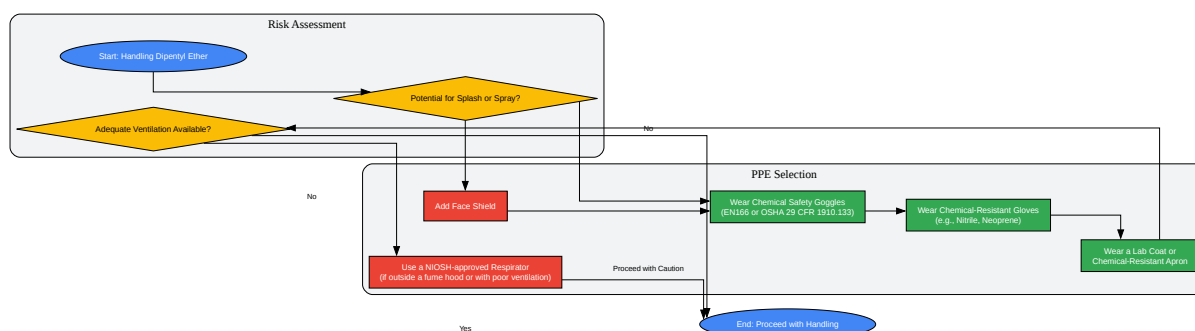 Risk Assessment
Start: Handling Dipentyl Ether
Potential for Splash or Spray?
Adequate Ventilation Available?
No
No
PPE Selection
Add Face Shield
Wear Chemical Safety Goggles
(EN166 or OSHA 29 CFR 1910.133)
Wear Chemical-Resistant Gloves
(e.g., Nitrile, Neoprene)
Wear a Lab Coat or
Chemical-Resistant Apron
Use a NIOSH-approved Respirator
(if outside a fume hood or with poor ventilation)
Proceed with Caution
End: Proceed with Handling
Yes